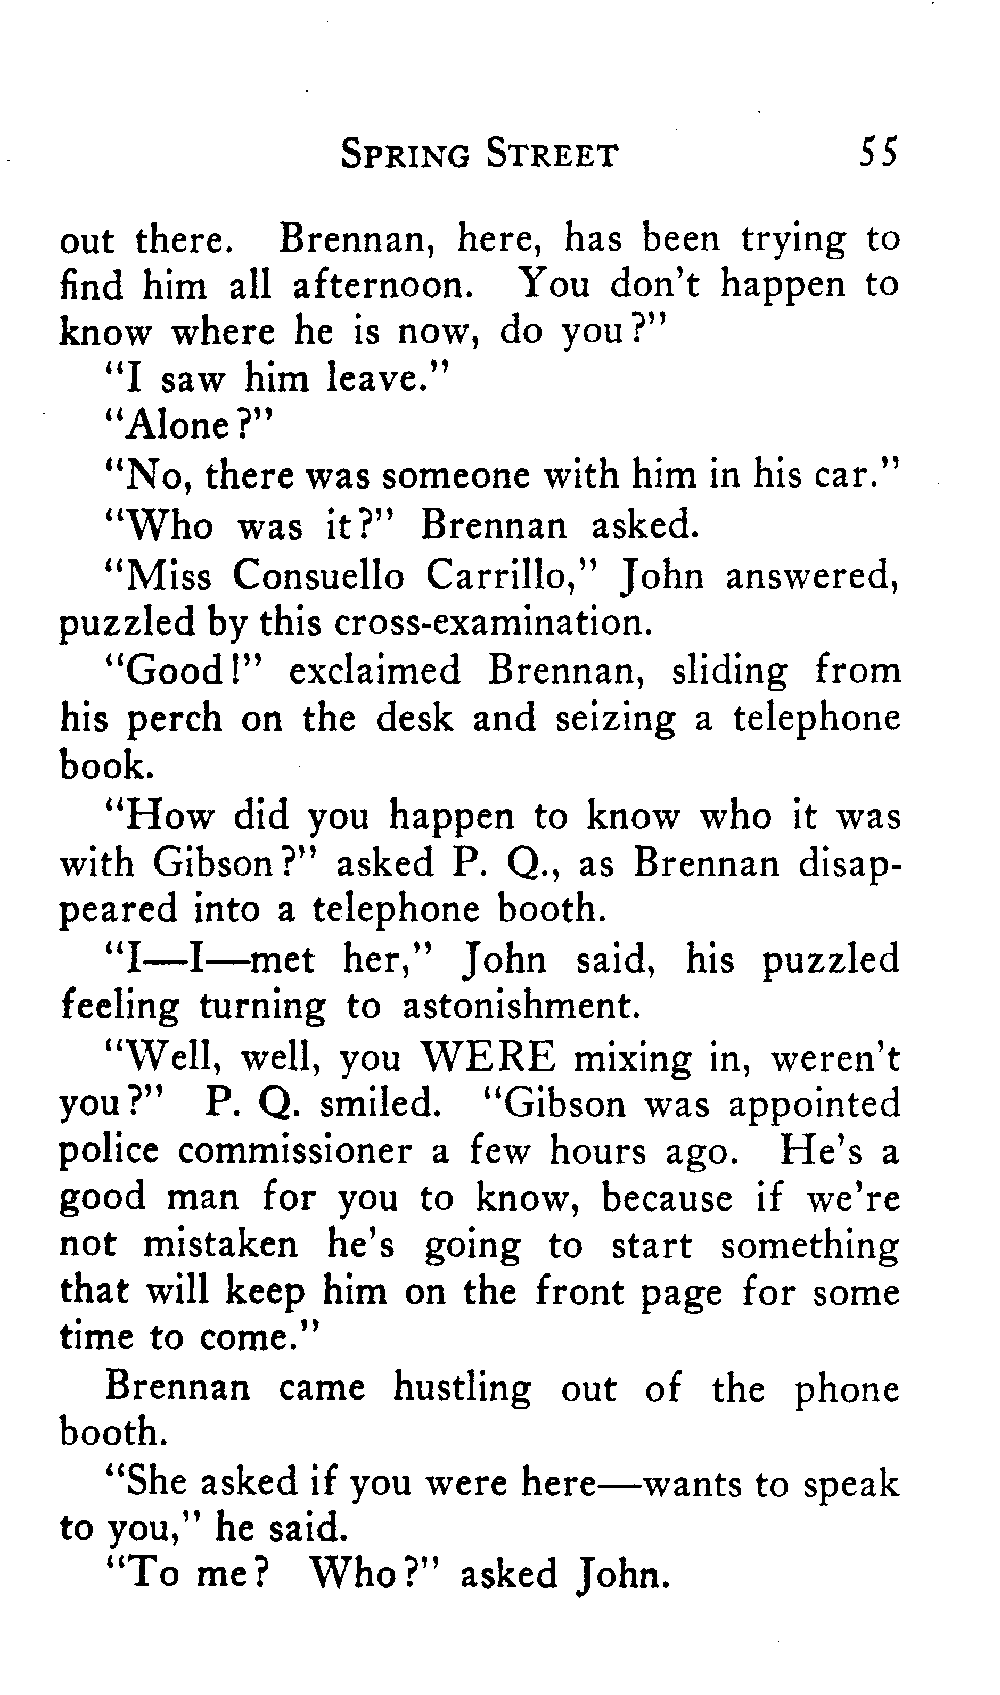 SPRING STREET 55
out there. Brennan, here, has been trying to
find him all afternoon. You don't happen to
know where he is now, do you?"
"I saw him leave."
"Alone?"
"No, there was someone with him in his car."
"Who was it?" Brennan asked.
"Miss Consuello Carrillo," John answered,
puzzled by this cross-examination.
"Good!" exclaimed Brennan, sliding from
his perch on the desk and seizing a telephone
book.
"How did you happen to know who it was
with Gibson?" asked P. Q., as Brennan disap-
peared into a telephone booth.
"I—I—met her," John said, his puzzled
feeling turning to astonishment.
"Well, well, you WERE mixing in, weren't
you?" P. Q. smiled. "Gibson was appointed
police commissioner a few hours ago. He's a
good man for you to know, because if we're
not mistaken he's going to start something
that will keep him on the front page for some
time to come."
Brennan came hustling out of the phone
booth.
"She asked if you were here—wants to speak
to you," he said.
"To me? Who?" asked John.